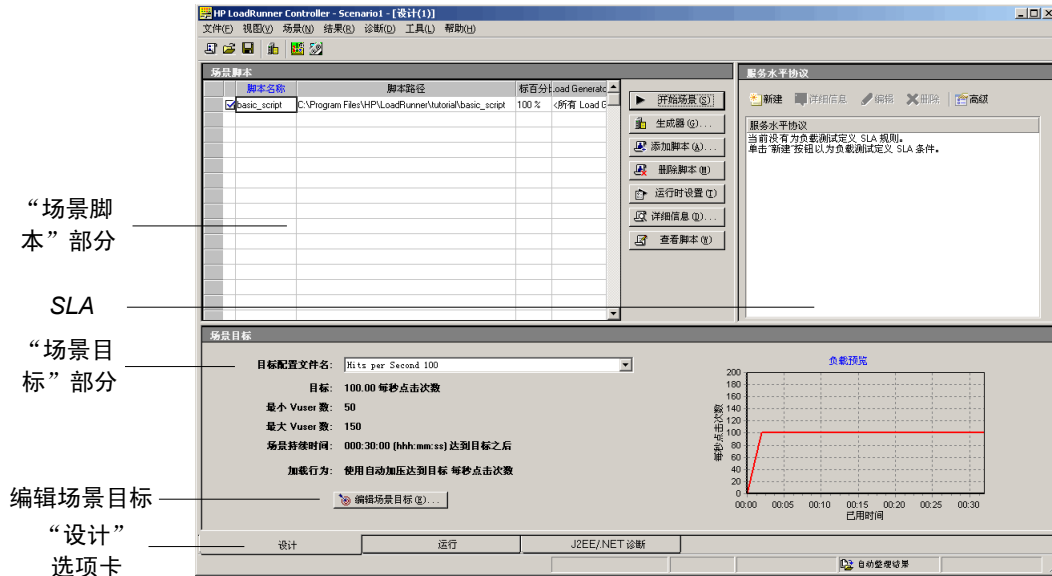 HP LoadRunner Controller - Scenario1 - [设计(1)]
文件(F) 视图(V) 场景(N) 结果(R) 诊断(D) 工具(L) 帮助(H)
场景脚本
脚本名称 脚本路径 标百分比 Load Generato
basic_script C:\Program Files\HP\LoadRunner\tutorial\basic_script 100 % <所有 Load G
开始场景(S)
生成器(G)...
添加脚本(A)...
删除脚本(M)
运行时设置(T)
详细信息(D)...
查看脚本(V)
服务水平协议
新建 详细信息 编辑 删除 高级
服务水平协议
当前没有为负载测试定义 SLA 规则。
单击“新建”按钮以为负载测试定义 SLA 条件。
“场景脚
本”部分
SLA
“场景目
标”部分
编辑场景目标
“设计”
选项卡
场景目标
目标配置文件名: Hits per Second 100
目标: 100.00 每秒点击次数
最小 Vuser 数: 50
最大 Vuser 数: 150
场景持续时间: 000:30:00 (hhh:mm:ss) 达到目标之后
加载行为: 使用自动加压达到目标 每秒点击次数
编辑场景目标(E)...
负载预览
每秒点击次数
200
180
160
140
120
100
80
60
40
20
0
00:00 00:05 00:10 00:15 00:20 00:25 00:30
已用时间
设计 运行 J2EE/.NET 诊断
自动整理结果